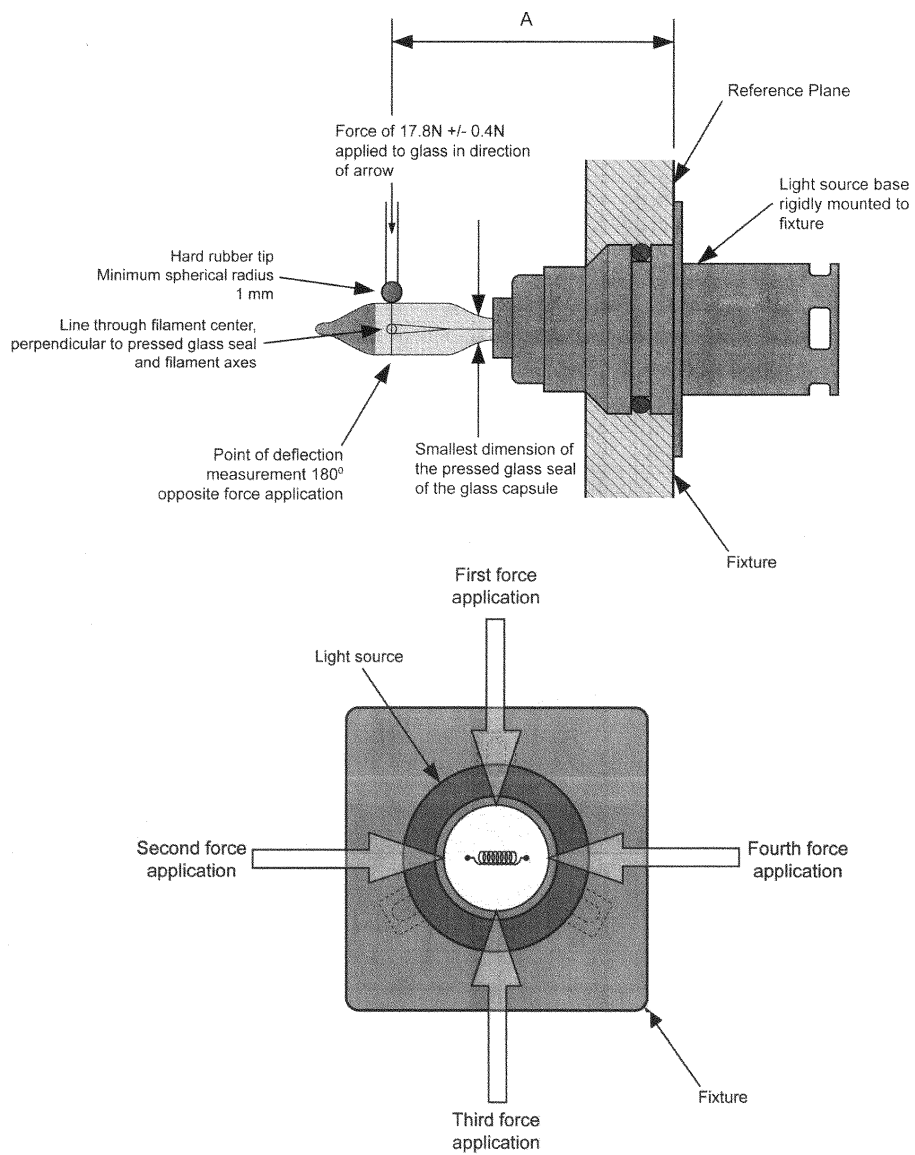 A
Reference Plane
Force of 17.8N +/- 0.4N
applied to glass in direction
of arrow
Light source base
rigidly mounted to
fixture
Hard rubber tip
Minimum spherical radius
1 mm
Line through filament center,
perpendicular to pressed glass seal
and filament axes
Point of deflection
measurement 180º
opposite force application
Smallest dimension of
the pressed glass seal
of the glass capsule
Fixture
First force
application
Light source
Second force
application
Fourth force
application
Fixture
Third force
application